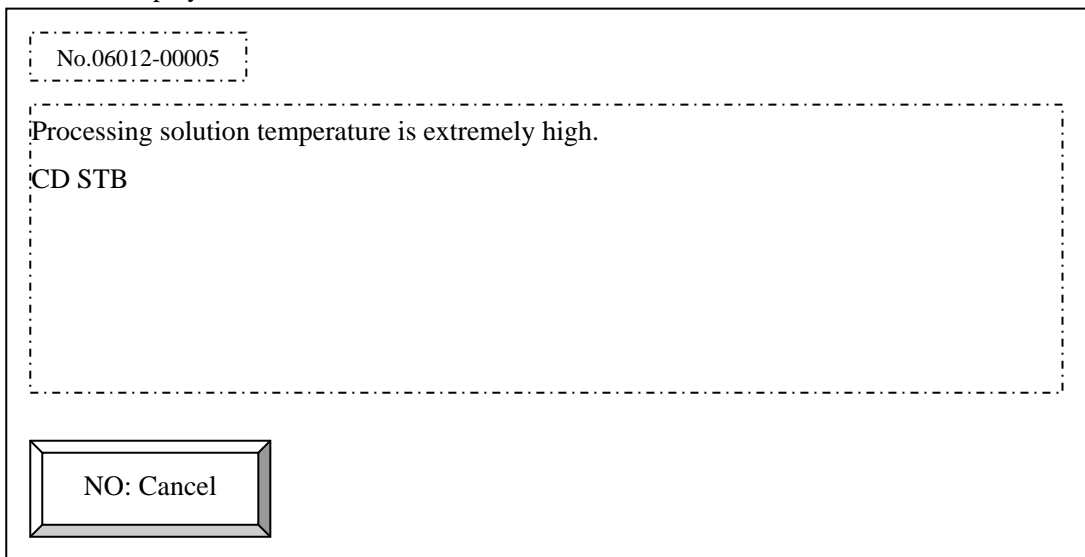 No.06012-00005
Processing solution temperature is extremely high.
CD STB
NO: Cancel